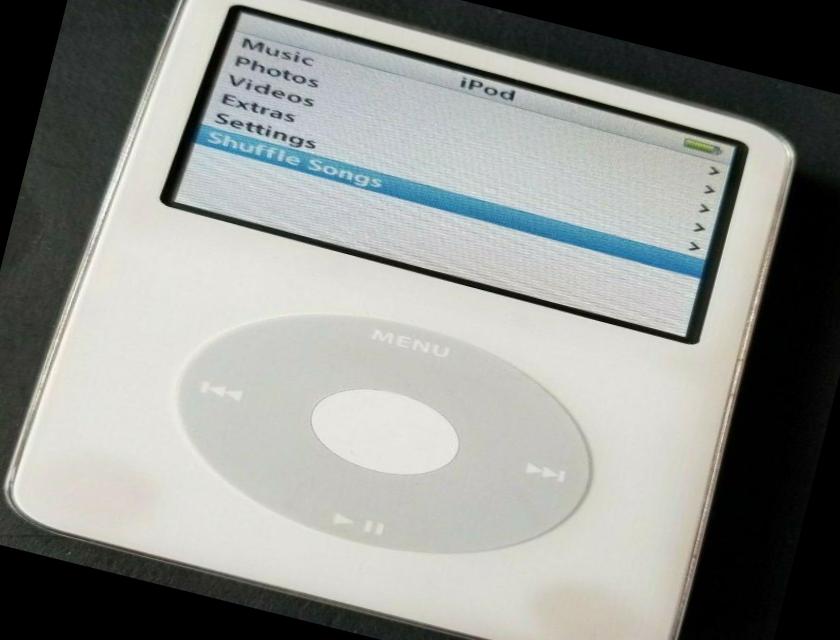 iPod
Music
Photos
Videos
Extras
Settings
Shuffle Songs
MENU